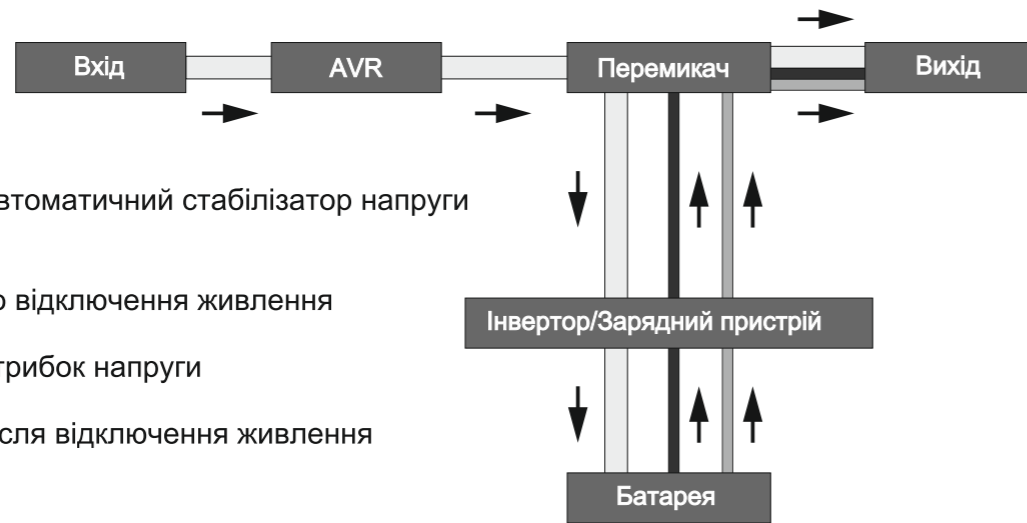 Вхід
AVR
Перемикач
Вихід
втоматичний стабілізатор напруги
о відключення живлення
Інвертор/Зарядний пристрій
трибок напруги
сля відключення живлення
Батарея